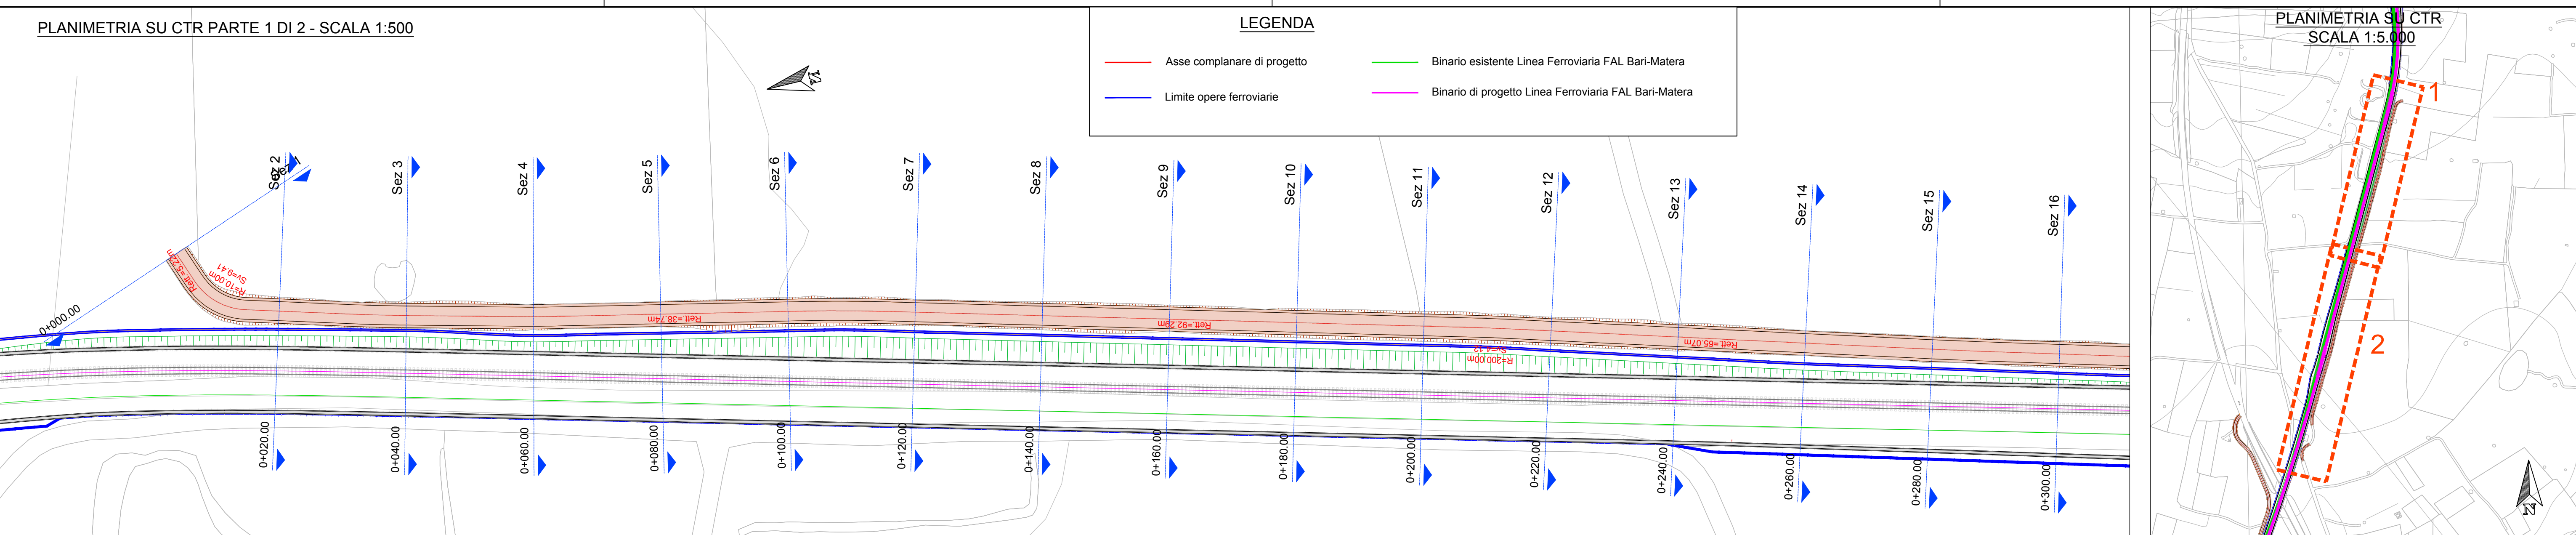 PLANIMETRIA SU CTR PARTE 1 DI 2 - SCALA 1:500
LEGENDA
Asse complanare di progetto
Limite opere ferroviarie
Binario esistente Linea Ferroviaria FAL Bari-Matera
Binario di progetto Linea Ferroviaria FAL Bari-Matera
PLANIMETRIA SU CTR
SCALA 1:5.000
1
2
N
N
Sez 2
Sez 3
Sez 4
Sez 5
Sez 6
Sez 7
Sez 8
Sez 9
Sez 10
Sez 11
Sez 12
Sez 13
Sez 14
Sez 15
Sez 16
Rett.=5.22m
R=10.00m
Sv=9.41
Rett.=38.74m
Rett.=92.29m
R=200.00m
Rett.=65.07m
0+000.00
0+020.00
0+040.00
0+060.00
0+080.00
0+100.00
0+120.00
0+140.00
0+160.00
0+180.00
0+200.00
0+220.00
0+240.00
0+260.00
0+280.00
0+300.00